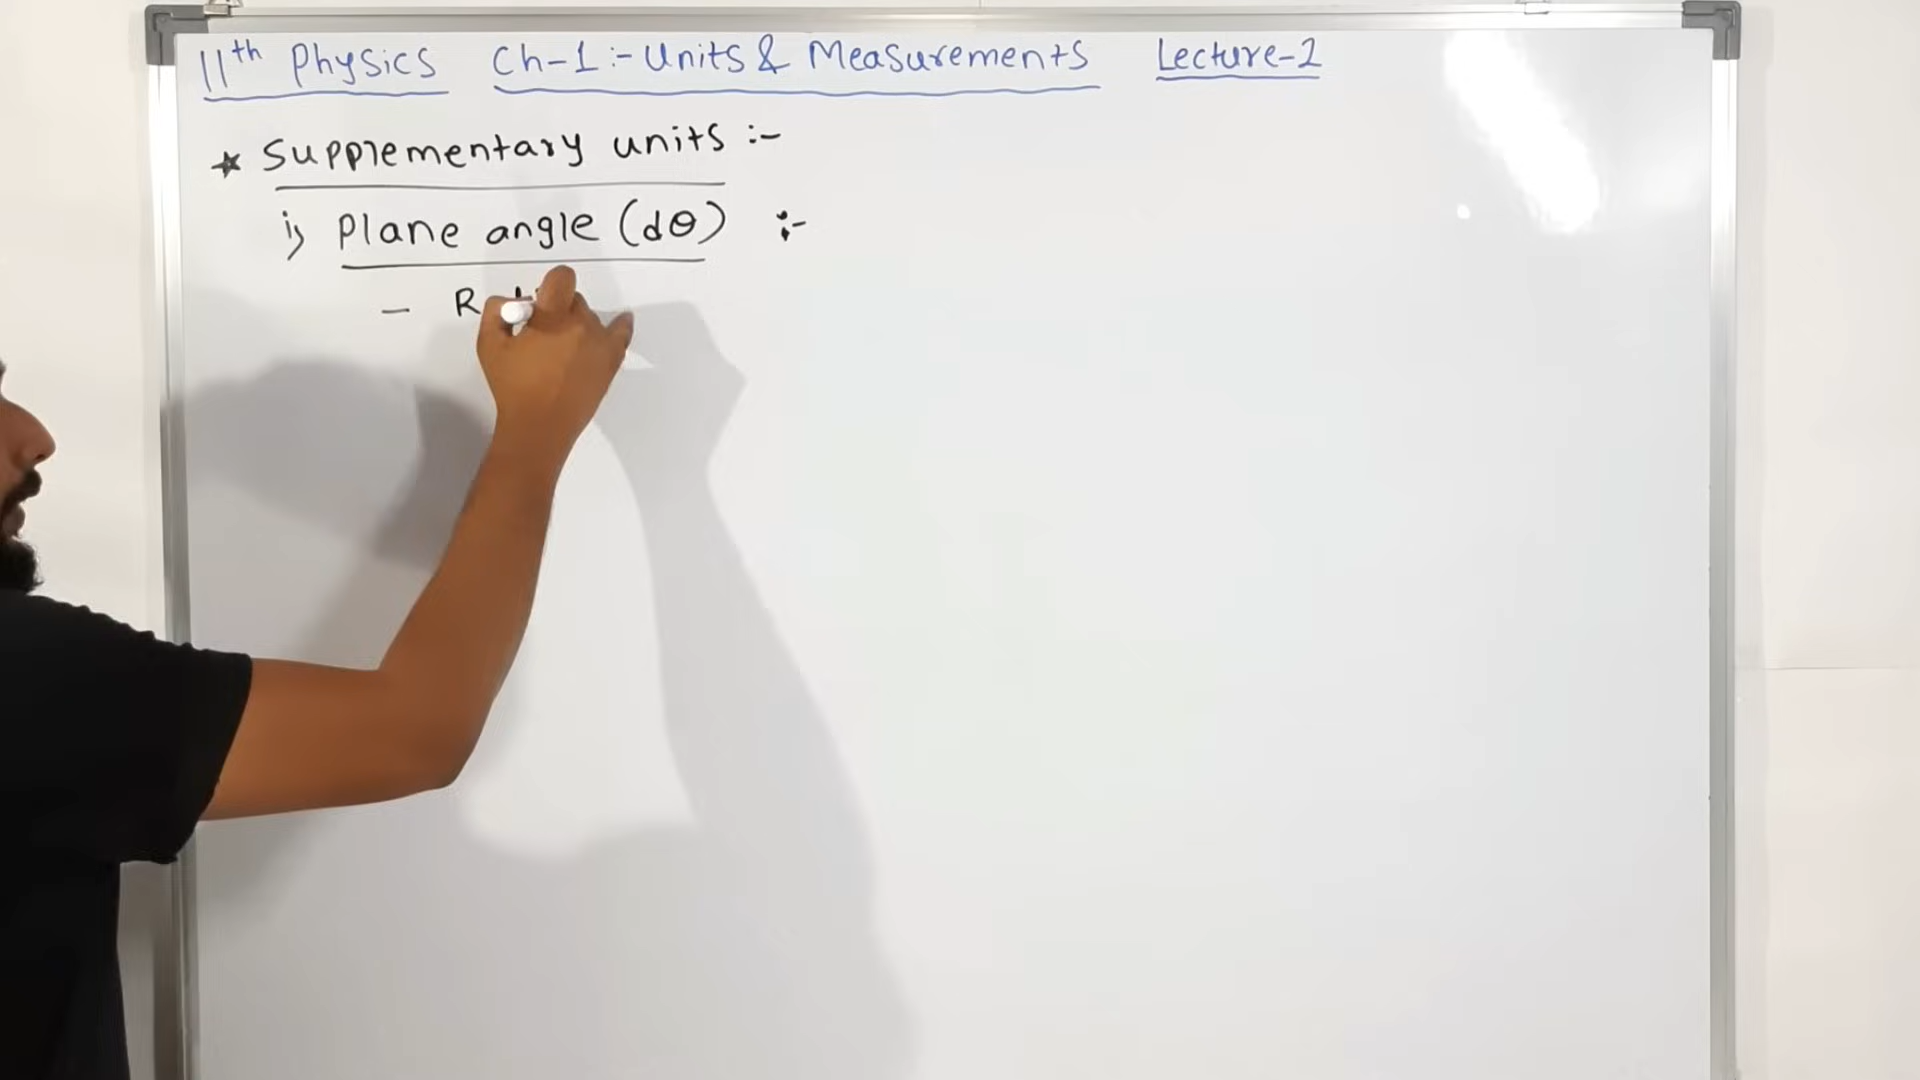 11th Physics Ch-1:- Units & Measurements Lecture-2
* Supplementary units :-
i) Plane angle (dθ) :-
-